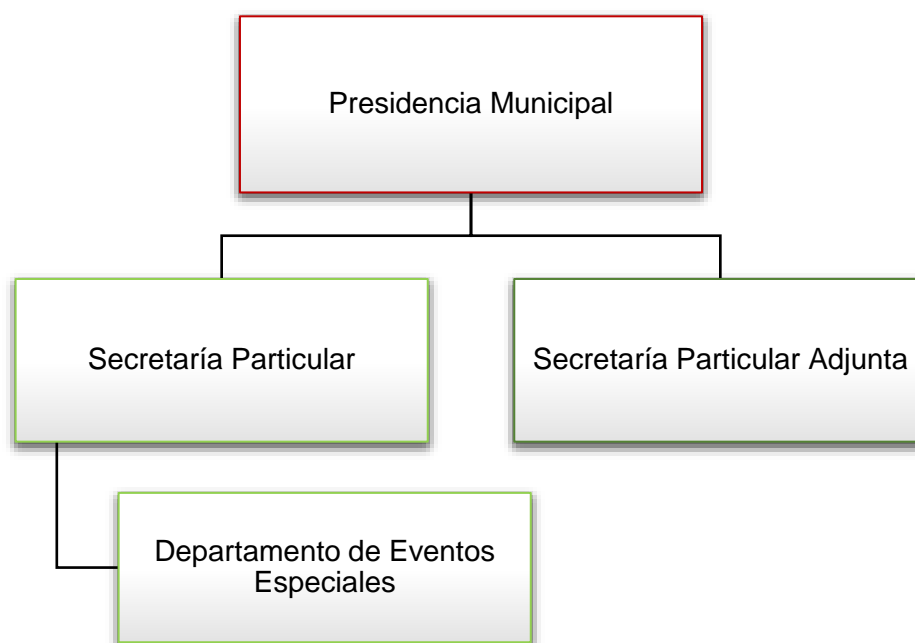 Presidencia Municipal
Secretaría Particular
Secretaría Particular Adjunta
Departamento de Eventos
Especiales